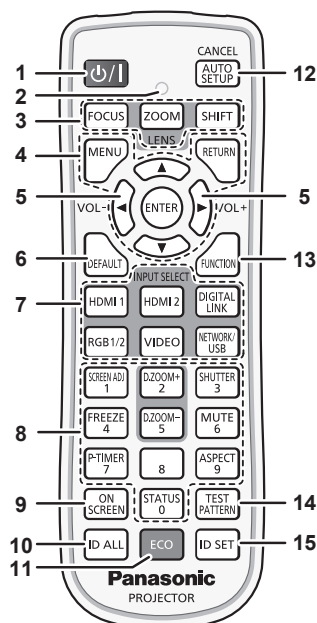 CANCEL
1 ⏻/I AUTO SETUP 12
2
3 FOCUS ZOOM SHIFT
LENS
4 MENU RETURN
▲
5 5
VOL- ◀ ENTER ▶ VOL+
▼
6 DEFAULT FUNCTION 13
INPUT SELECT
7 HDMI 1 HDMI 2 DIGITAL LINK
RGB1/2 VIDEO NETWORK/ USB
SCREEN ADJ D.ZOOM+ SHUTTER
1 2 3
FREEZE D.ZOOM− MUTE
8 4 5 6
P-TIMER ASPECT
7 8 9
9 ON SCREEN STATUS 0 TEST PATTERN 14
10 ID ALL ECO ID SET 15
11
Panasonic
PROJECTOR